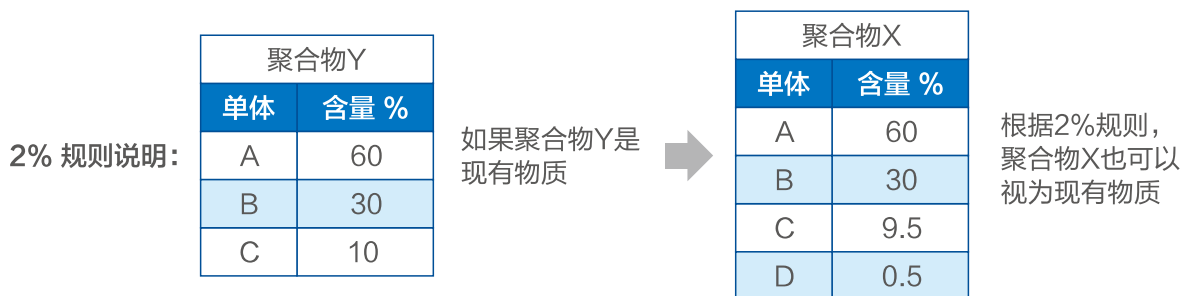 2% 规则说明：
聚合物Y
单体 含量 %
A 60
B 30
C 10
如果聚合物Y是
现有物质
聚合物X
单体 含量 %
A 60
B 30
C 9.5
D 0.5
根据2%规则，
聚合物X也可以
视为现有物质